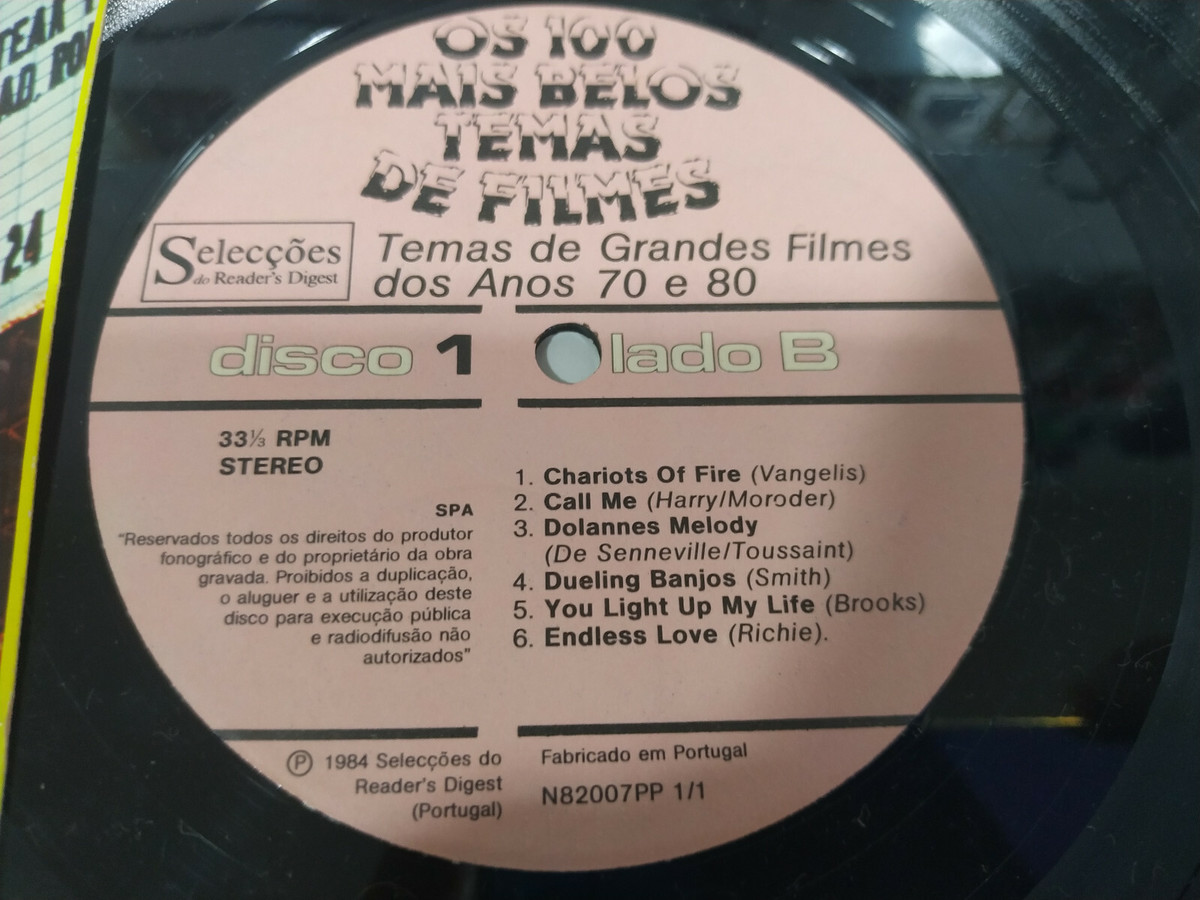 OS 100
MAIS BELOS
TEMAS
DE FILMES
Selecções
do Reader's Digest
Temas de Grandes Filmes
dos Anos 70 e 80
disco 1 lado B
33⅓ RPM
STEREO
SPA
"Reservados todos os direitos do produtor
fonográfico e do proprietário da obra
gravada. Proibidos a duplicação,
o aluguer e a utilização deste
disco para execução pública
e radiodifusão não
autorizados"
1. Chariots Of Fire (Vangelis)
2. Call Me (Harry/Moroder)
3. Dolannes Melody
(De Senneville/Toussaint)
4. Dueling Banjos (Smith)
5. You Light Up My Life (Brooks)
6. Endless Love (Richie).
Ⓟ 1984 Selecções do
Reader's Digest
(Portugal)
Fabricado em Portugal
N82007PP 1/1
24